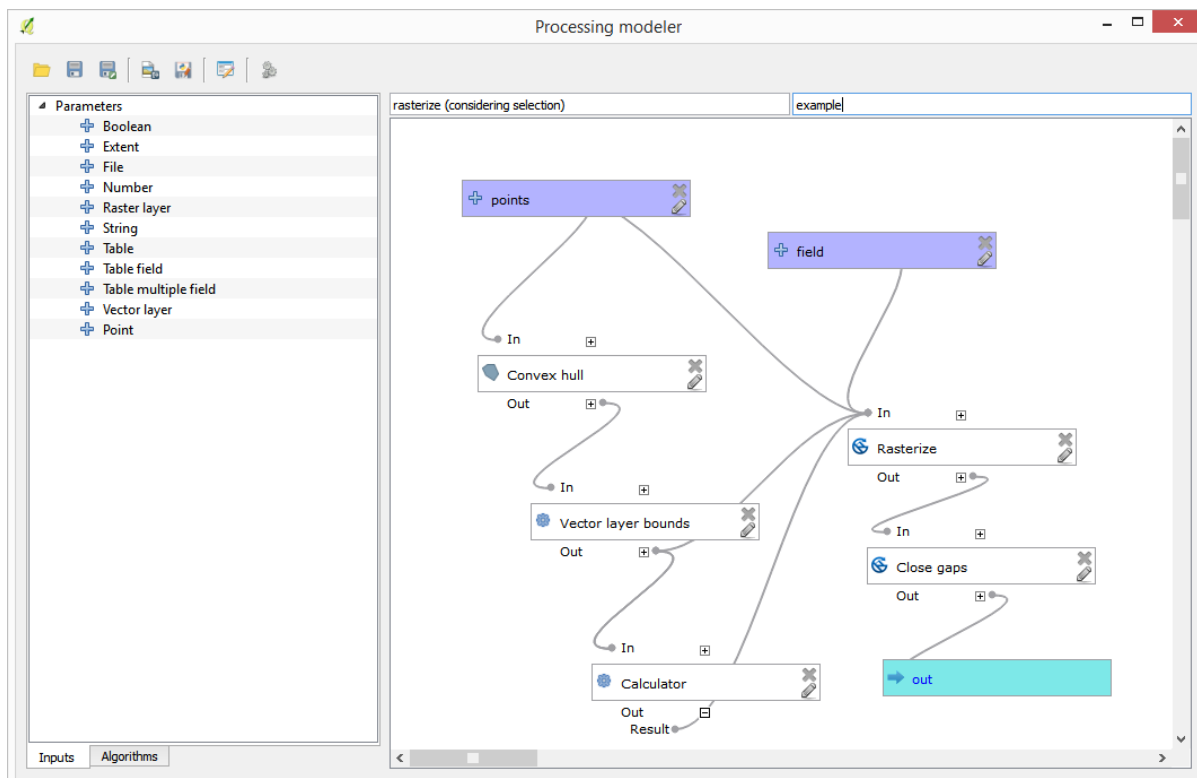 Processing modeler
Parameters
Boolean
Extent
File
Number
Raster layer
String
Table
Table field
Table multiple field
Vector layer
Point
Inputs
Algorithms
rasterize (considering selection)
example
points
field
In
Convex hull
Out
In
Rasterize
Out
In
Vector layer bounds
Out
In
Close gaps
Out
In
Calculator
Out
Result
out